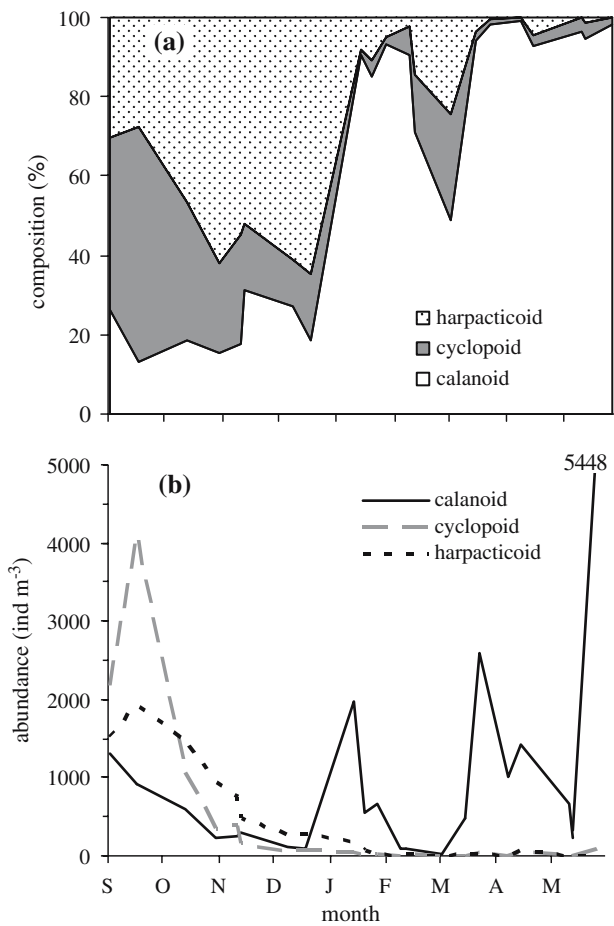 100
(a)
80
60
40
20
0
composition (%)
harpacticoid
cyclopoid
calanoid
5000
5448
(b)
4000
3000
2000
1000
0
abundance (ind m-3)
calanoid
cyclopoid
harpacticoid
S O N D J F M A M
month